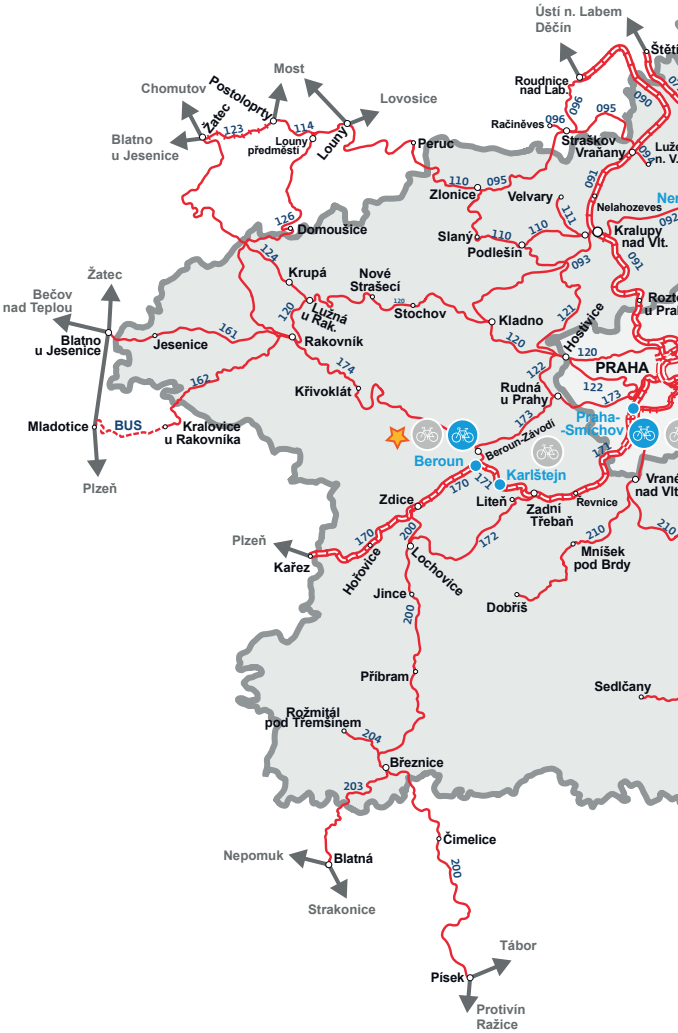 Ústí n. Labem
Děčín
Štětí
Roudnice
nad Lab.
090
096
095
Most
Chomutov
Postoloprty
Lovosice
Žatec
123
114
Louny
Louny
předměstí
Blatno
u Jesenice
Peruc
Račiněves
096
Straškov
Vraňany
094
Luže
n. V.
110
095
Zlonice
Velvary
091
Nelahozeves
Ner
092
111
126
Domoušice
Slaný
110
110
Podlešín
Kralupy
nad Vlt.
091
093
124
Žatec
Krupá
Nové
Strašecí
Bečov
nad Teplou
Lužná
u Rak.
120
120
Stochov
Kladno
121
Rozto
u Prah
Hostivice
Blatno
u Jesenice
161
Jesenice
Rakovník
120
120
PRAHA
174
162
122
122
Křivoklát
Rudná
u Prahy
173
Praha-
-Smíchov
173
Mladotice
BUS
Kralovice
u Rakovníka
Beroun-Závodí
171
Beroun
Karlštejn
170
171
Plzeň
Vrané
nad Vlt
Zdice
Liteň
Zadní
Třebaň
Řevnice
Plzeň
170
200
172
210
210
Kařez
Hořovice
Lochovice
Mníšek
pod Brdy
Jince
Dobříš
200
Příbram
Sedlčany
Rožmitál
pod Třemšínem
204
Březnice
203
Čimelice
Nepomuk
Blatná
200
Strakonice
Tábor
Písek
Protivín
Ražice